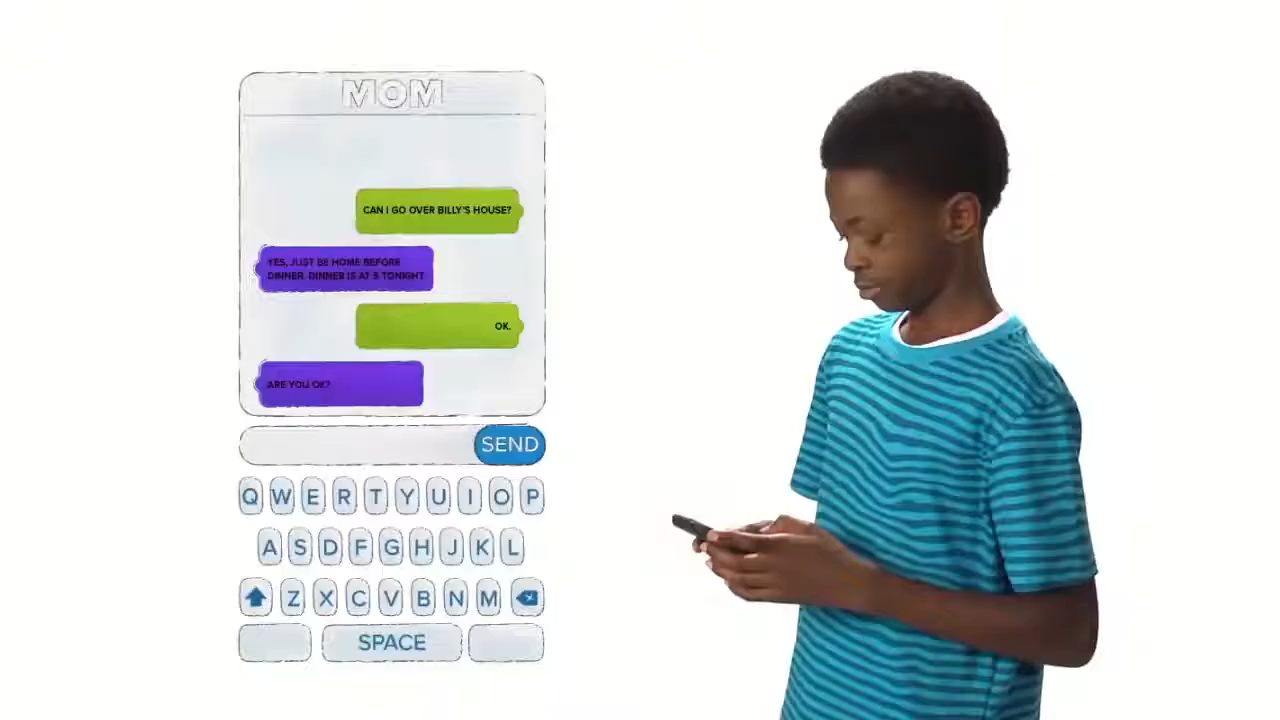 MOM
CAN I GO OVER BILLY'S HOUSE?
YES, JUST BE HOME BEFORE
DINNER. DINNER IS AT 5 TONIGHT
OK.
ARE YOU OK?
SEND
Q W E R T Y U I O P
A S D F G H J K L
Z X C V B N M
SPACE